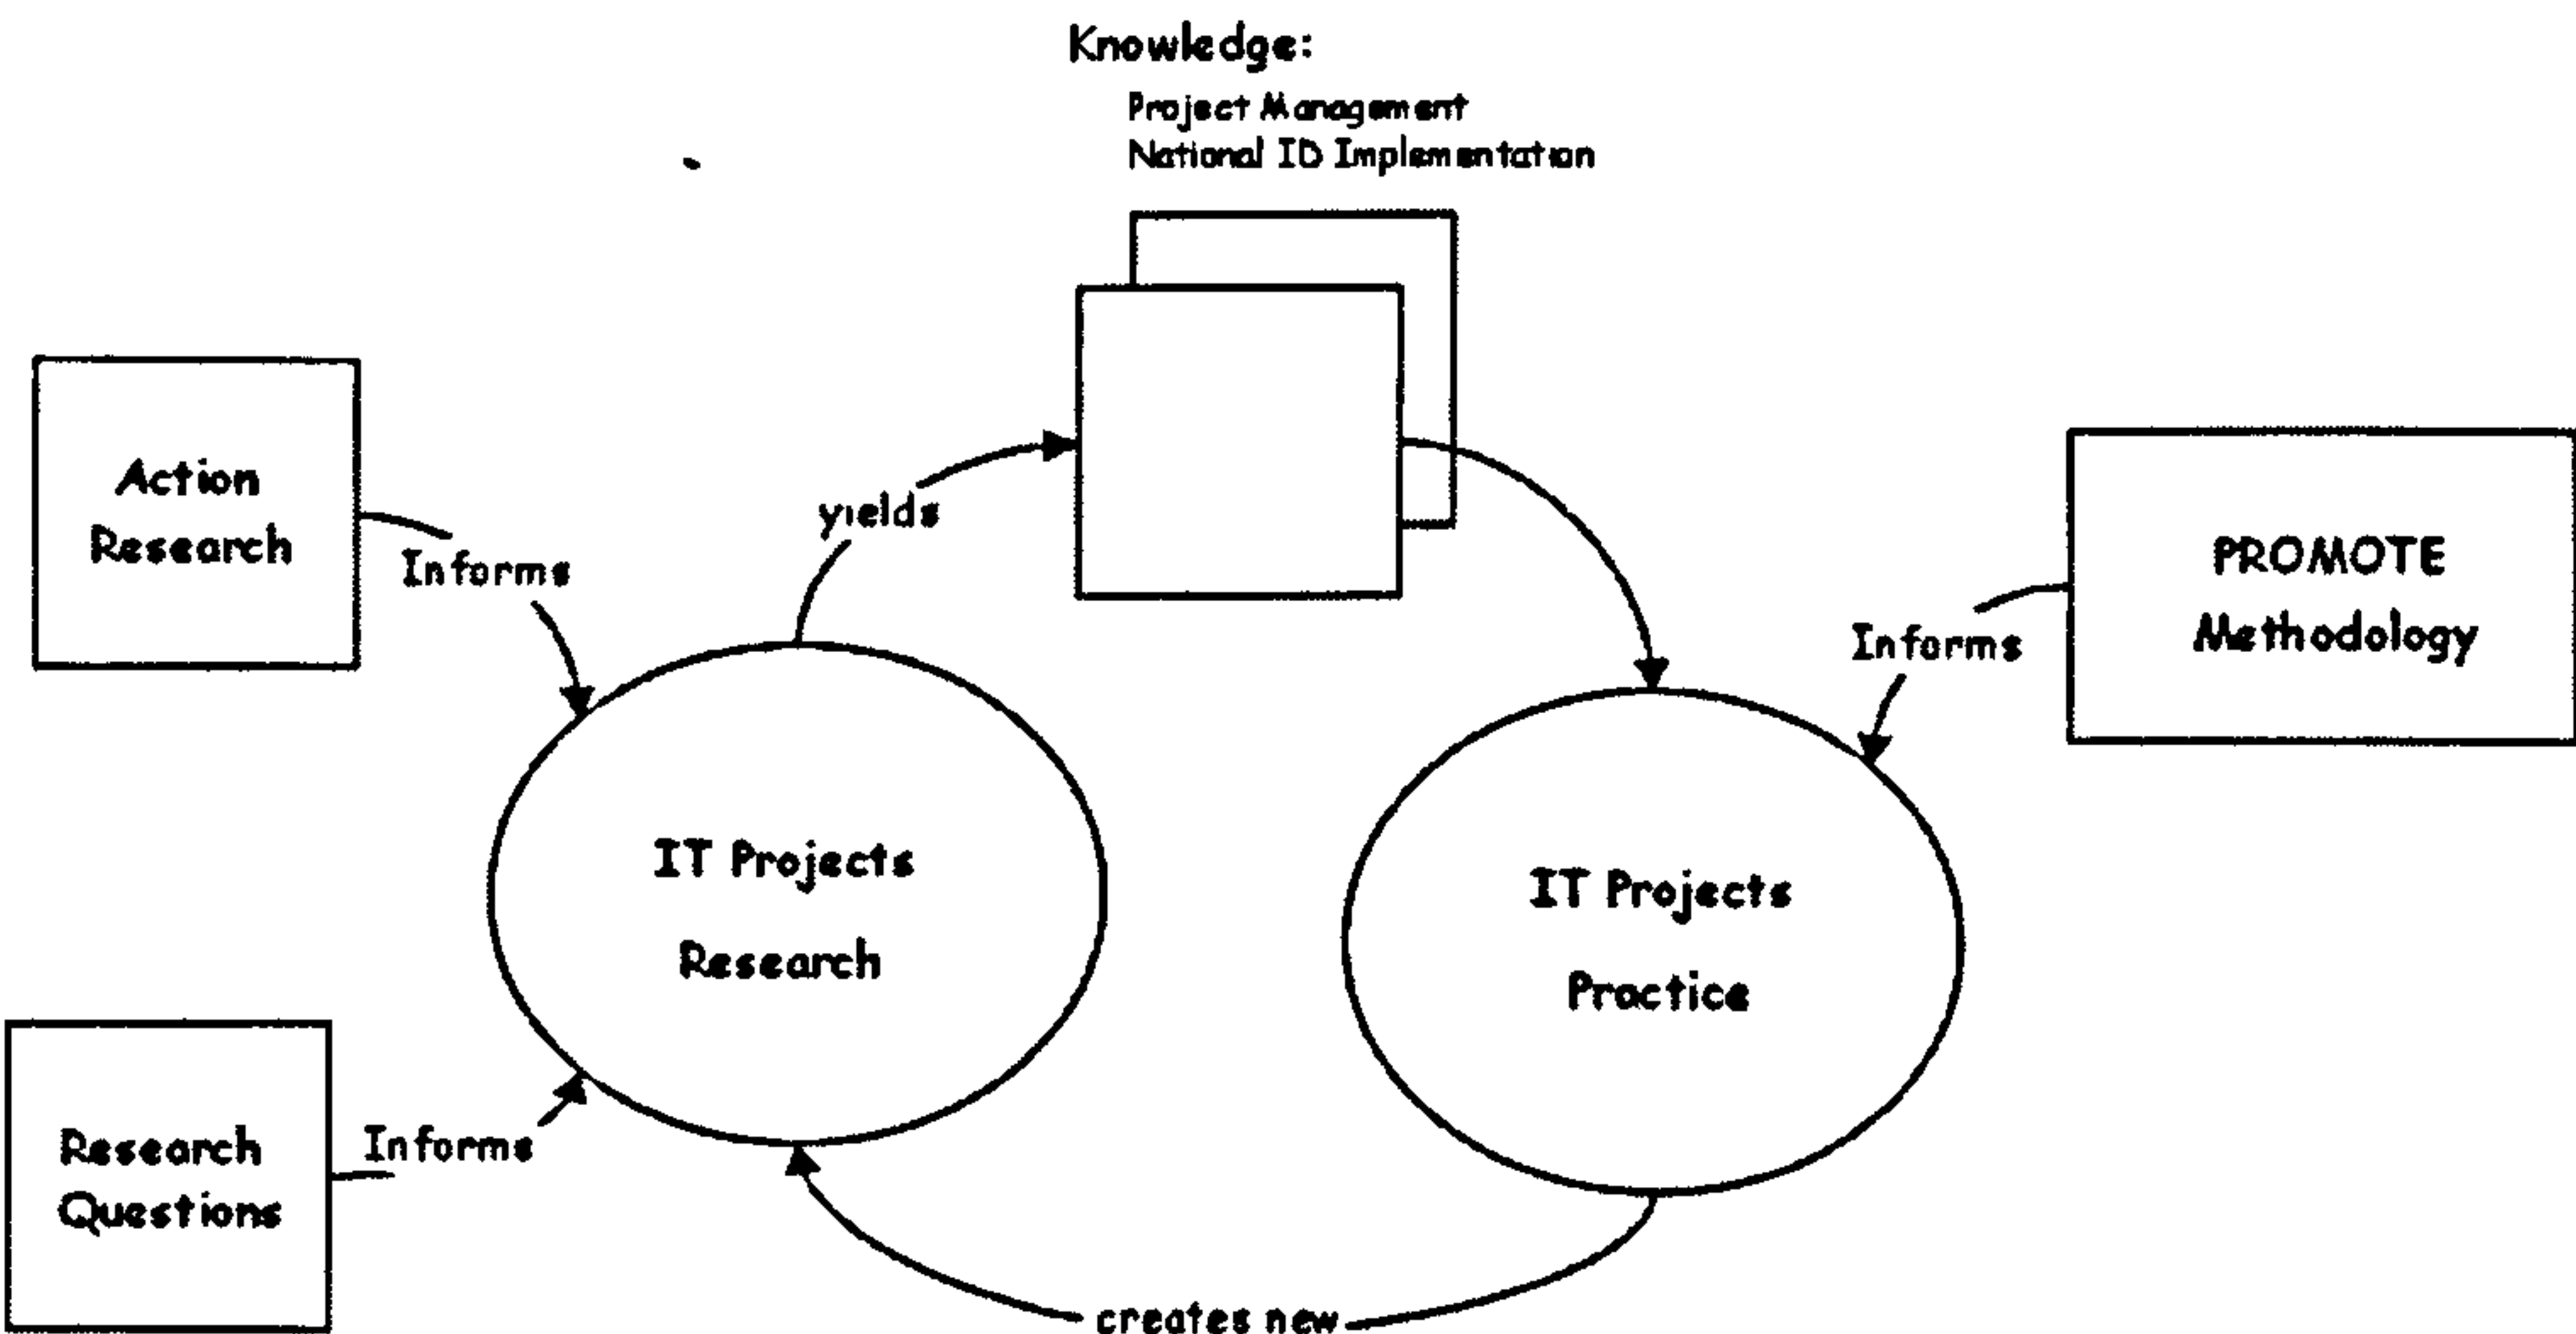 Knowledge:
Project Management
National ID Implementation
Action
Research
Informs
yields
PROMOTE
Methodology
Informs
IT Projects
Research
IT Projects
Practice
Research
Questions
Informs
creates new